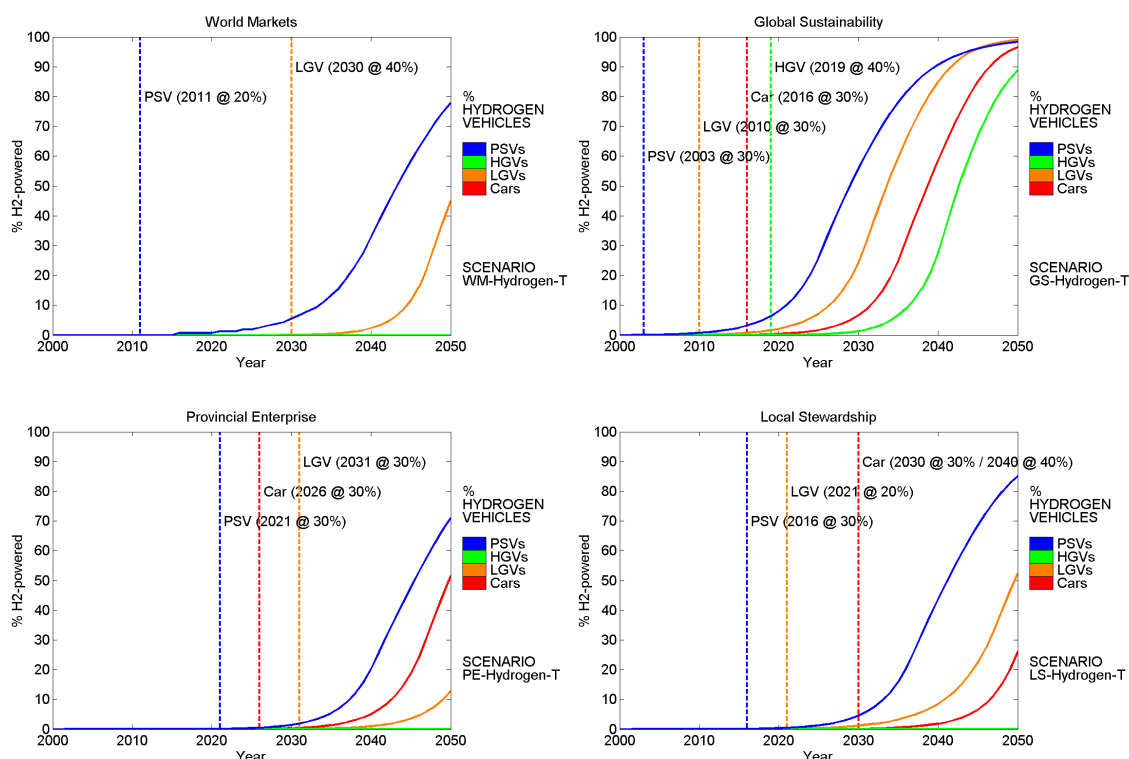 World Markets
100
90
80
70
60
50
40
30
20
10
0
% H2-powered
2000 2010 2020 2030 2040 2050
Year
LGV (2030 @ 40%)
PSV (2011 @ 20%)
%
HYDROGEN
VEHICLES
PSVs
HGVs
LGVs
Cars
SCENARIO
WM-Hydrogen-T
Global Sustainability
100
90
80
70
60
50
40
30
20
10
0
% H2-powered
2000 2010 2020 2030 2040 2050
Year
HGV (2019 @ 40%)
Car (2016 @ 30%)
LGV (2010 @ 30%)
PSV (2003 @ 30%)
%
HYDROGEN
VEHICLES
PSVs
HGVs
LGVs
Cars
SCENARIO
GS-Hydrogen-T
Provincial Enterprise
100
90
80
70
60
50
40
30
20
10
0
% H2-powered
2000 2010 2020 2030 2040 2050
Year
LGV (2031 @ 30%)
Car (2026 @ 30%)
PSV (2021 @ 30%)
%
HYDROGEN
VEHICLES
PSVs
HGVs
LGVs
Cars
SCENARIO
PE-Hydrogen-T
Local Stewardship
100
90
80
70
60
50
40
30
20
10
0
% H2-powered
2000 2010 2020 2030 2040 2050
Year
Car (2030 @ 30% / 2040 @ 40%)
LGV (2021 @ 20%)
PSV (2016 @ 30%)
%
HYDROGEN
VEHICLES
PSVs
HGVs
LGVs
Cars
SCENARIO
LS-Hydrogen-T